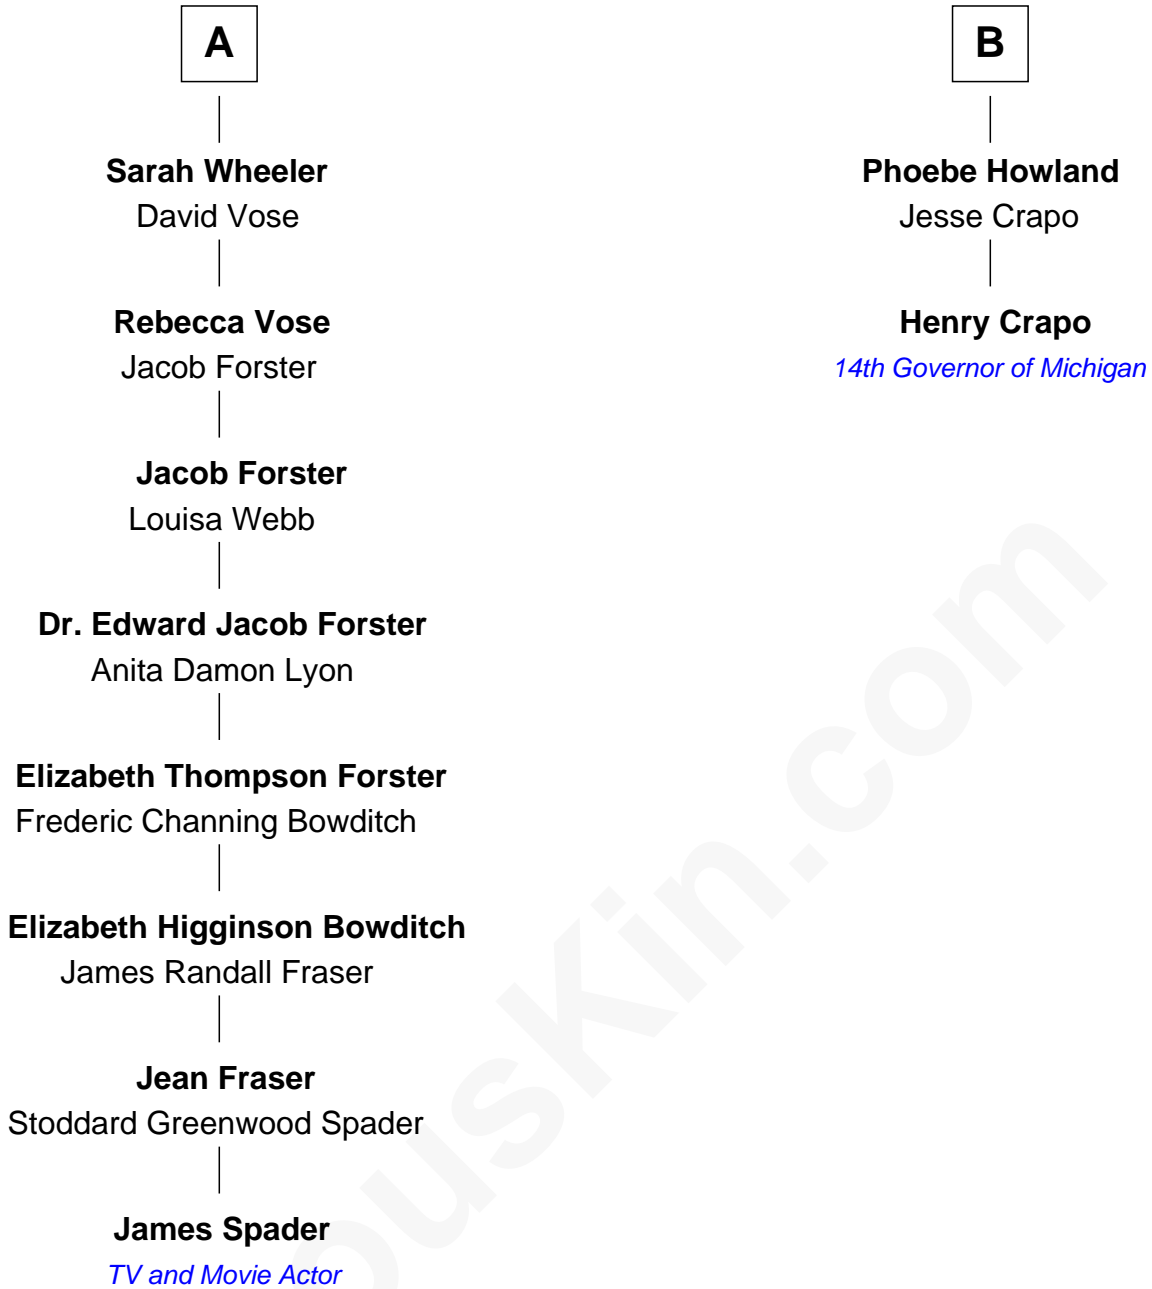 A
Sarah Wheeler
David Vose
Rebecca Vose
Jacob Forster
Jacob Forster
Louisa Webb
Dr. Edward Jacob Forster
Anita Damon Lyon
Elizabeth Thompson Forster
Frederic Channing Bowditch
Elizabeth Higginson Bowditch
James Randall Fraser
Jean Fraser
Stoddard Greenwood Spader
James Spader
TV and Movie Actor
B
Phoebe Howland
Jesse Crapo
Henry Crapo
14th Governor of Michigan
ousKin.com